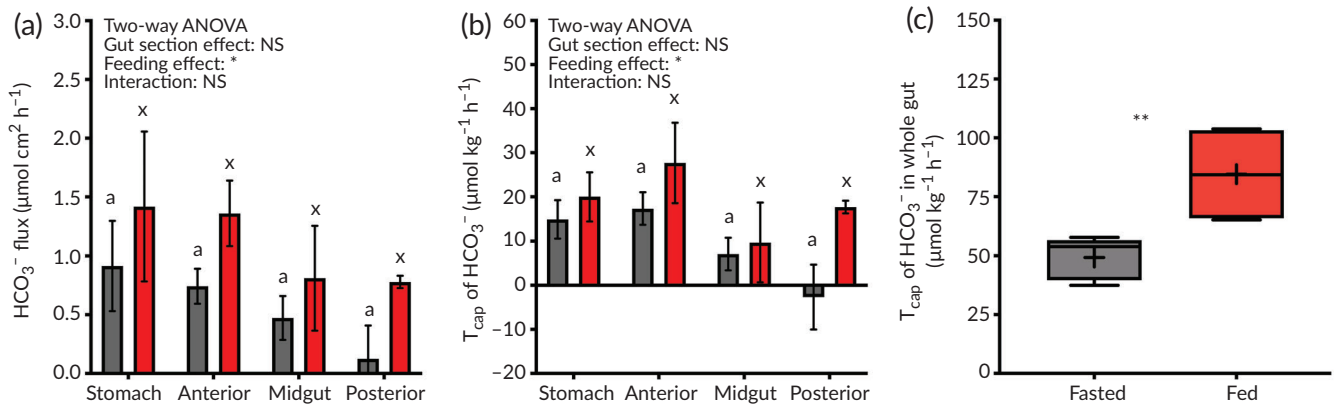 (a)
HCO₃⁻ flux (µmol cm² h⁻¹)
3.0
2.5
2.0
1.5
1.0
0.5
0.0
Two-way ANOVA
Gut section effect: NS
Feeding effect: *
Interaction: NS
a
x
a
x
a
x
a
x
Stomach
Anterior
Midgut
Posterior
(b)
T_cap of HCO₃⁻ (µmol kg⁻¹ h⁻¹)
60
50
40
30
20
10
0
−10
−20
Two-way ANOVA
Gut section effect: NS
Feeding effect: *
Interaction: NS
a
x
a
x
a
x
a
x
Stomach
Anterior
Midgut
Posterior
(c)
T_cap of HCO₃⁻ in whole gut
(µmol kg⁻¹ h⁻¹)
150
125
100
75
50
25
0
**
Fasted
Fed